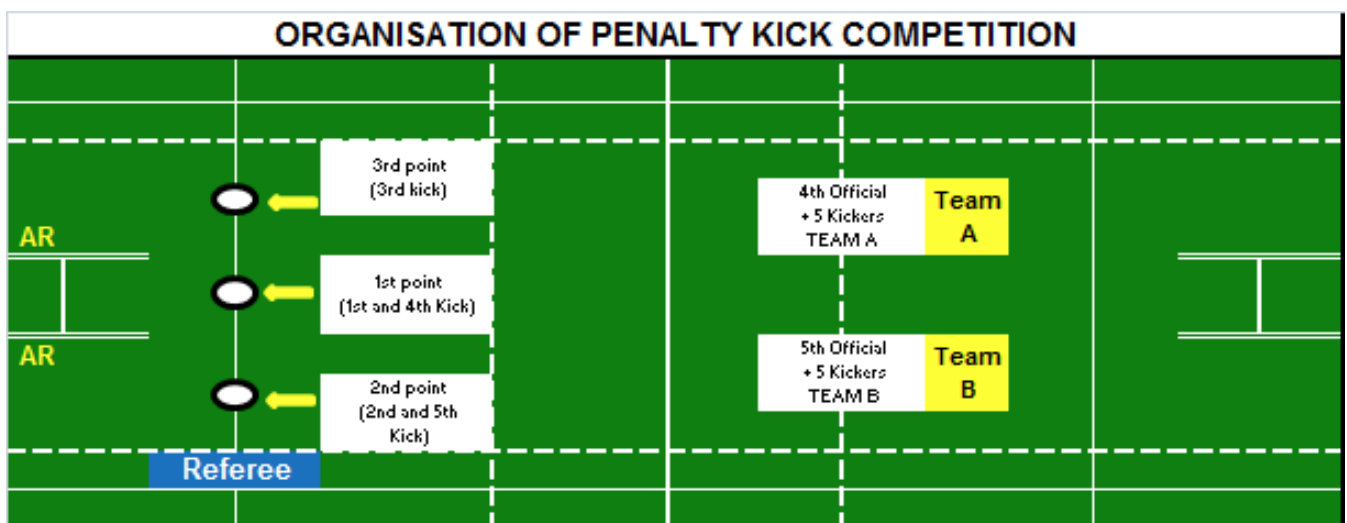 ORGANISATION OF PENALTY KICK COMPETITION
3rd point
(3rd kick)
AR
1st point
(1st and 4th Kick)
AR
2nd point
(2nd and 5th
Kick)
Referee
4th Official
+ 5 Kickers
TEAM A
Team
A
5th Official
+ 5 Kickers
TEAM B
Team
B